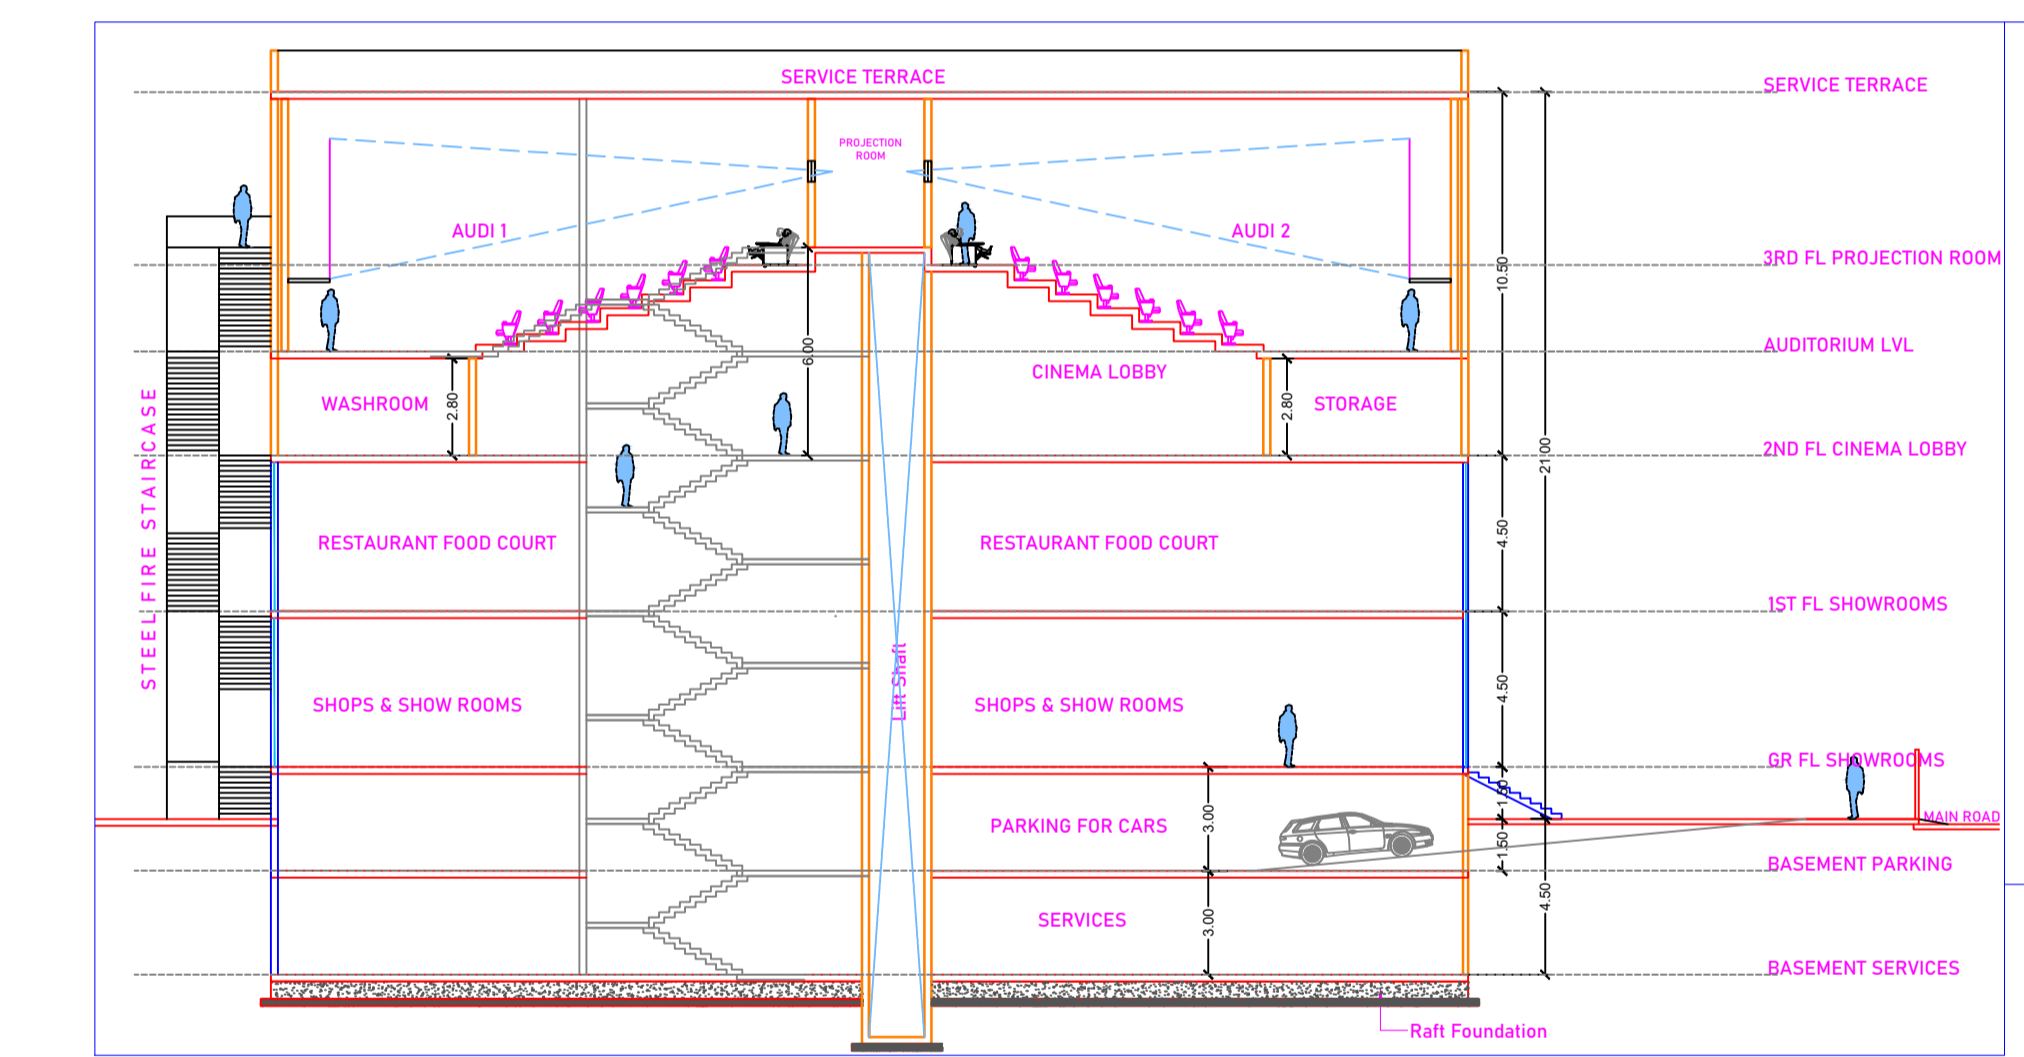 SERVICE TERRACE
SERVICE TERRACE
PROJECTION
ROOM
AUDI 1
AUDI 2
3RD FL PROJECTION ROOM
10.50
AUDITORIUM LVL
6.00
CINEMA LOBBY
WASHROOM
2.80
2.80
STORAGE
2ND FL CINEMA LOBBY
21.00
STEEL FIRE STAIRCASE
RESTAURANT FOOD COURT
RESTAURANT FOOD COURT
4.50
1ST FL SHOWROOMS
Lift Shaft
4.50
SHOPS & SHOW ROOMS
SHOPS & SHOW ROOMS
GR FL SHOWROOMS
1.50
3.00
PARKING FOR CARS
MAIN ROAD
1.50
BASEMENT PARKING
4.50
3.00
SERVICES
BASEMENT SERVICES
Raft Foundation